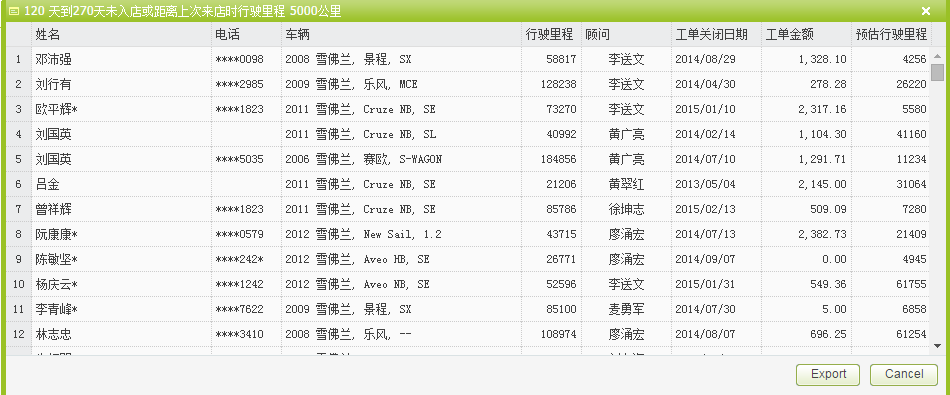 120 天到270天未入店或距离上次来店时行驶里程 5000公里
姓名 电话 车辆 行驶里程 顾问 工单关闭日期 工单金额 预估行驶里程
1 邓沛强 ****0098 2008 雪佛兰, 景程, SX 58817 李送文 2014/08/29 1,328.10 4256
2 刘行有 ****2985 2009 雪佛兰, 乐风, MCE 128238 李送文 2014/04/30 278.28 26220
3 欧平辉* ****1823 2011 雪佛兰, Cruze NB, SE 73270 李送文 2015/01/10 2,317.16 5580
4 刘国英 2011 雪佛兰, Cruze NB, SL 40992 黄广亮 2014/02/14 1,104.30 41160
5 刘国英 ****5035 2006 雪佛兰, 赛欧, S-WAGON 184856 黄广亮 2014/07/10 1,291.71 11234
6 吕金 2011 雪佛兰, Cruze NB, SE 21206 黄翠红 2013/05/04 2,145.00 31064
7 曾祥辉 ****1823 2011 雪佛兰, Cruze NB, SE 85786 徐坤志 2015/02/13 509.09 7280
8 阮康康* ****0579 2012 雪佛兰, New Sail, 1.2 43715 廖涌宏 2014/07/13 2,382.73 21409
9 陈敏坚* ****242* 2012 雪佛兰, Aveo HB, SE 26771 廖涌宏 2014/07/09 0.00 4945
10 杨庆云* ****1242 2012 雪佛兰, Aveo NB, SE 52596 李送文 2015/01/31 549.36 61755
11 李青峰* ****7622 2009 雪佛兰, 景程, SX 85100 麦勇军 2014/07/30 5.00 6858
12 林志忠 ****3410 2008 雪佛兰, 乐风, -- 108974 廖涌宏 2014/08/07 696.25 61254
Export Cancel